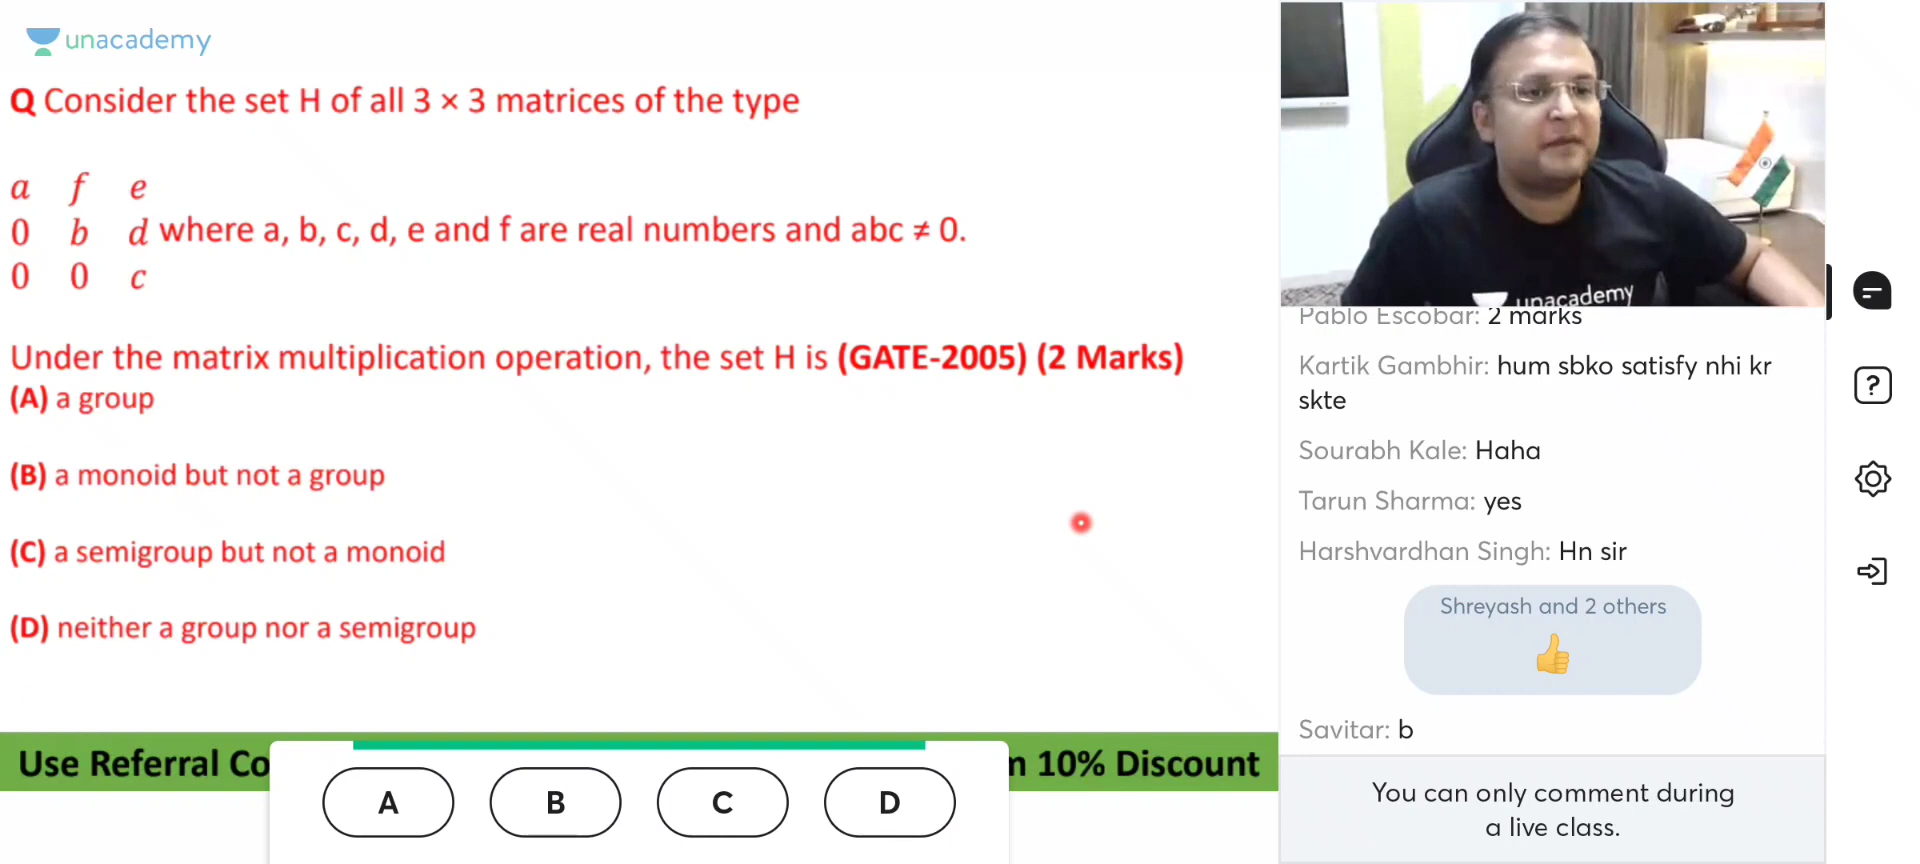 unacademy
Q Consider the set H of all 3 × 3 matrices of the type
a f e
0 b d where a, b, c, d, e and f are real numbers and abc ≠ 0.
0 0 c
Under the matrix multiplication operation, the set H is (GATE-2005) (2 Marks)
(A) a group
(B) a monoid but not a group
(C) a semigroup but not a monoid
(D) neither a group nor a semigroup
Use Referral Co
10% Discount
A B C D
unacademy
Pablo Escobar: 2 marks
Kartik Gambhir: hum sbko satisfy nhi kr
skte
Sourabh Kale: Haha
Tarun Sharma: yes
Harshvardhan Singh: Hn sir
Shreyash and 2 others
Savitar: b
You can only comment during
a live class.
?